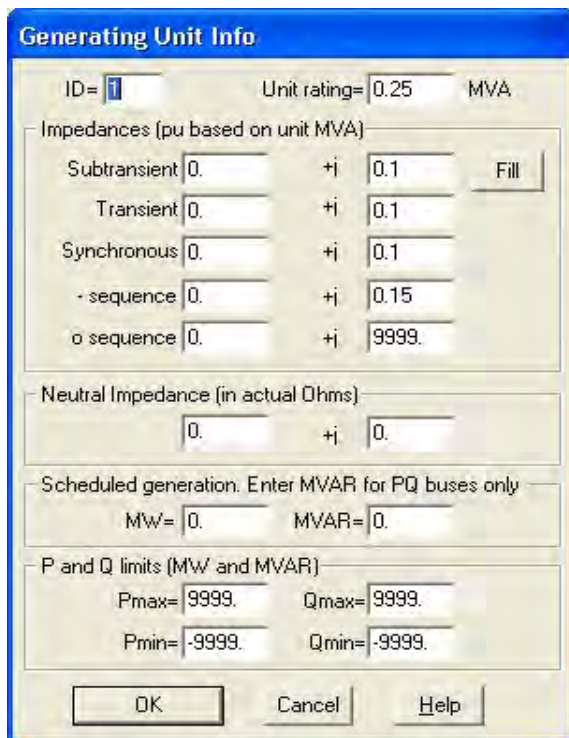 Generating Unit Info
ID= 1 Unit rating= 0.25 MVA
Impedances (pu based on unit MVA)
Subtransient 0. +j 0.1 Fill
Transient 0. +j 0.1
Synchronous 0. +j 0.1
- sequence 0. +j 0.15
o sequence 0. +j 9999.
Neutral Impedance (in actual Ohms)
0. +j 0.
Scheduled generation. Enter MVAR for PQ buses only
MW= 0. MVAR= 0.
P and Q limits (MW and MVAR)
Pmax= 9999. Qmax= 9999.
Pmin= -9999. Qmin= -9999.
OK Cancel Help